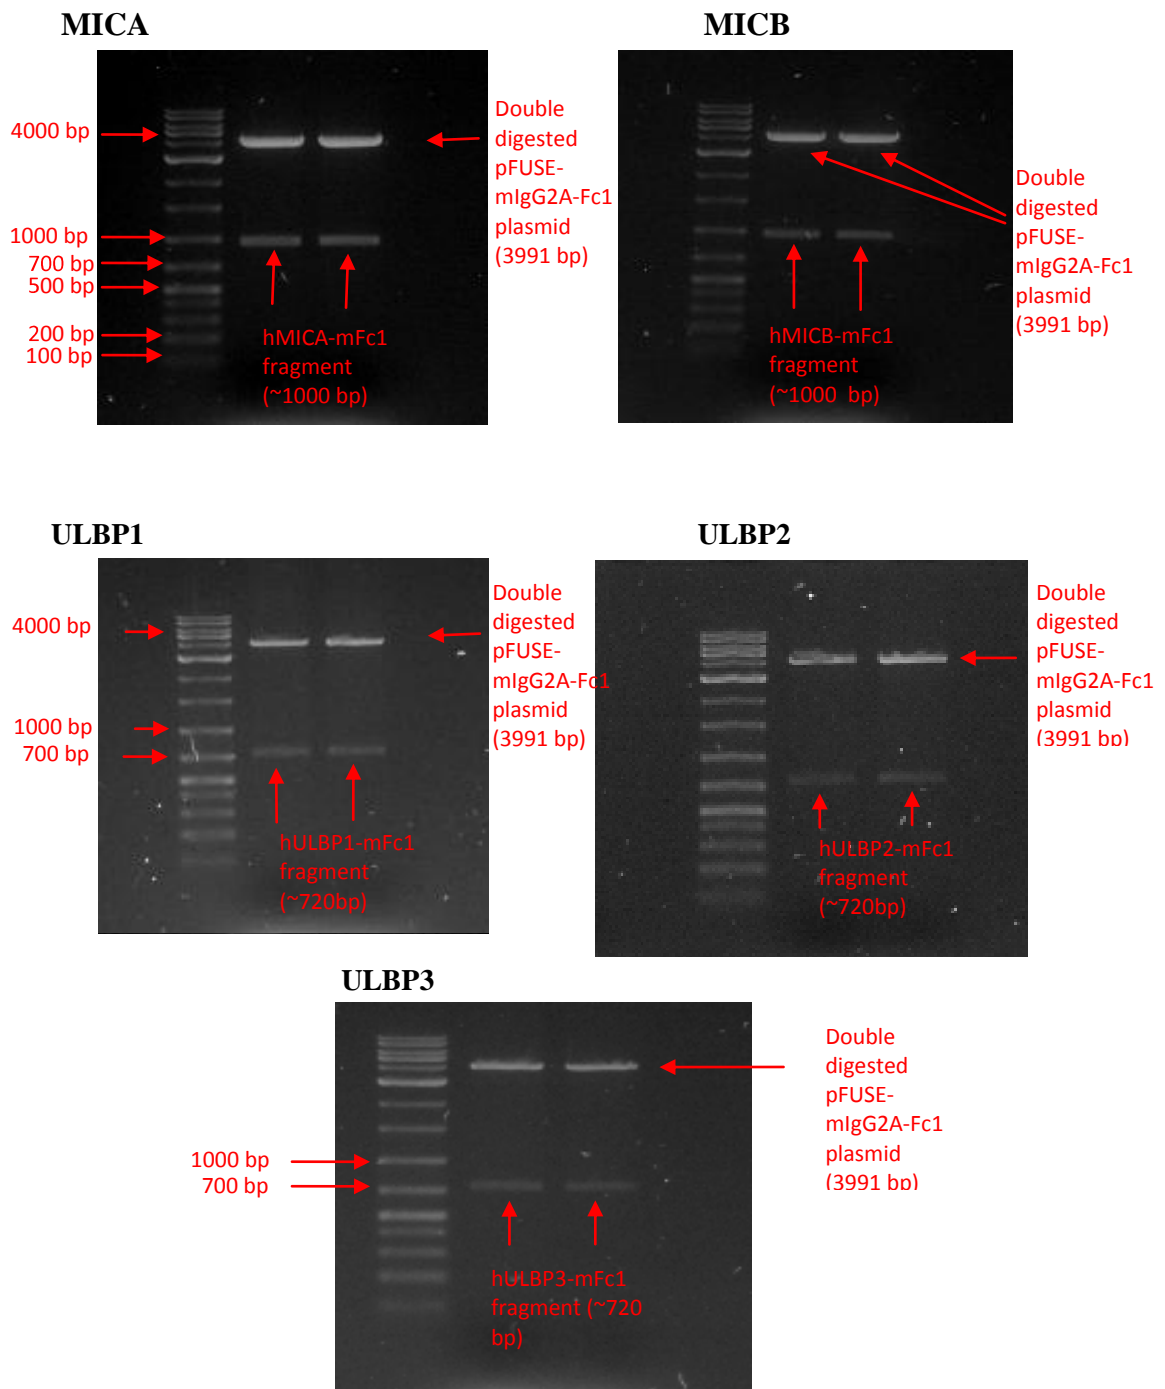 MICA
4000 bp
1000 bp
700 bp
500 bp
200 bp
100 bp
Double
digested
pFUSE-
mIgG2A-Fc1
plasmid
(3991 bp)
hMICA-mFc1
fragment
(~1000 bp)
MICB
Double
digested
pFUSE-
mIgG2A-Fc1
plasmid
(3991 bp)
hMICB-mFc1
fragment
(~1000 bp)
ULBP1
4000 bp
1000 bp
700 bp
Double
digested
pFUSE-
mIgG2A-Fc1
plasmid
(3991 bp)
hULBP1-mFc1
fragment
(~720bp)
ULBP2
Double
digested
pFUSE-
mIgG2A-Fc1
plasmid
(3991 bp)
hULBP2-mFc1
fragment
(~720bp)
ULBP3
1000 bp
700 bp
Double
digested
pFUSE-
mIgG2A-Fc1
plasmid
(3991 bp)
hULBP3-mFc1
fragment (~720
bp)